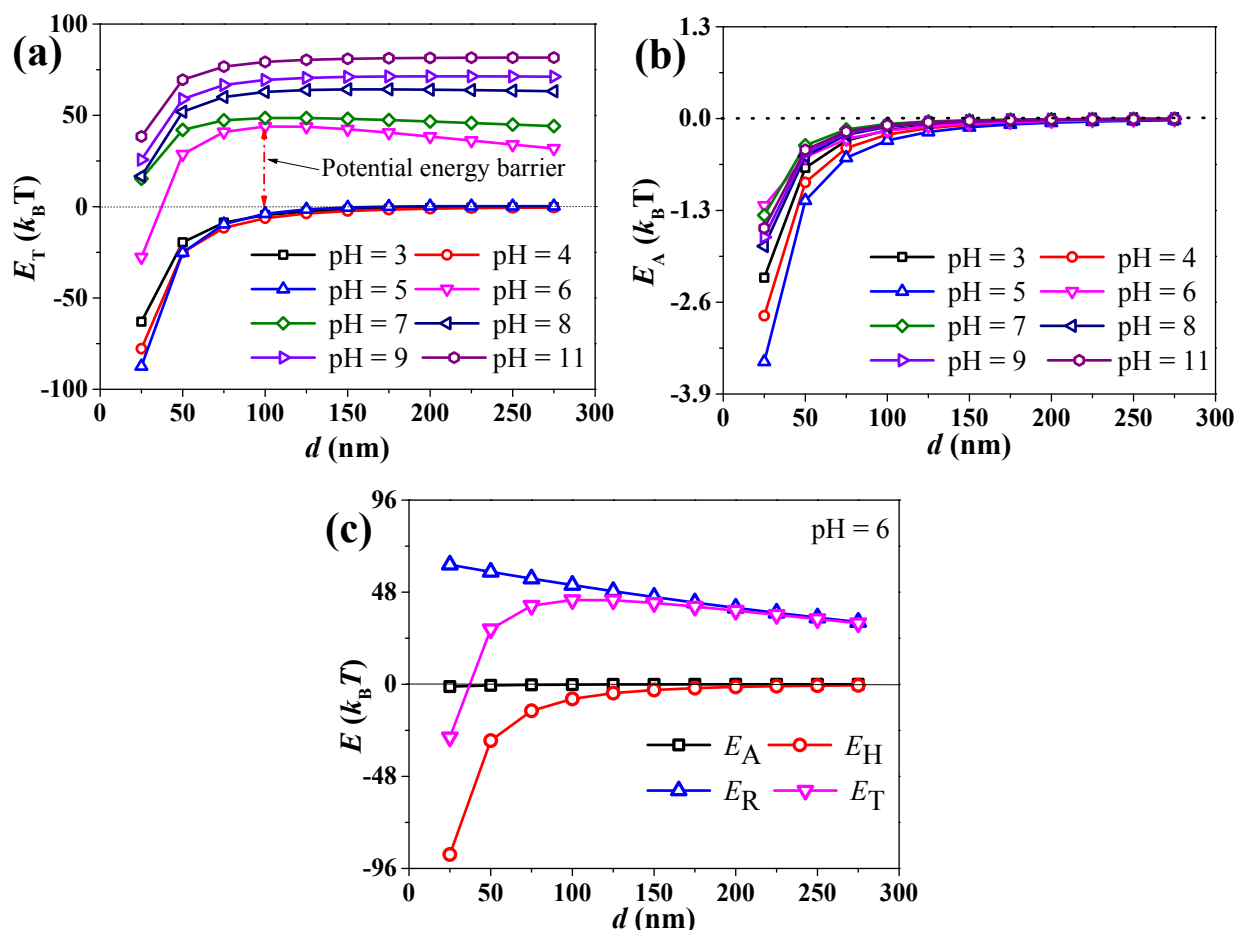 (a)
100
50
0
-50
-100
E_T (k_BT)
Potential energy barrier
pH = 3 pH = 4
pH = 5 pH = 6
pH = 7 pH = 8
pH = 9 pH = 11
0 50 100 150 200 250 300
d (nm)
(b)
1.3
0.0
-1.3
-2.6
-3.9
E_A (k_BT)
pH = 3 pH = 4
pH = 5 pH = 6
pH = 7 pH = 8
pH = 9 pH = 11
0 50 100 150 200 250 300
d (nm)
(c)
pH = 6
96
48
0
-48
-96
E (k_BT)
E_A E_H
E_R E_T
0 50 100 150 200 250 300
d (nm)